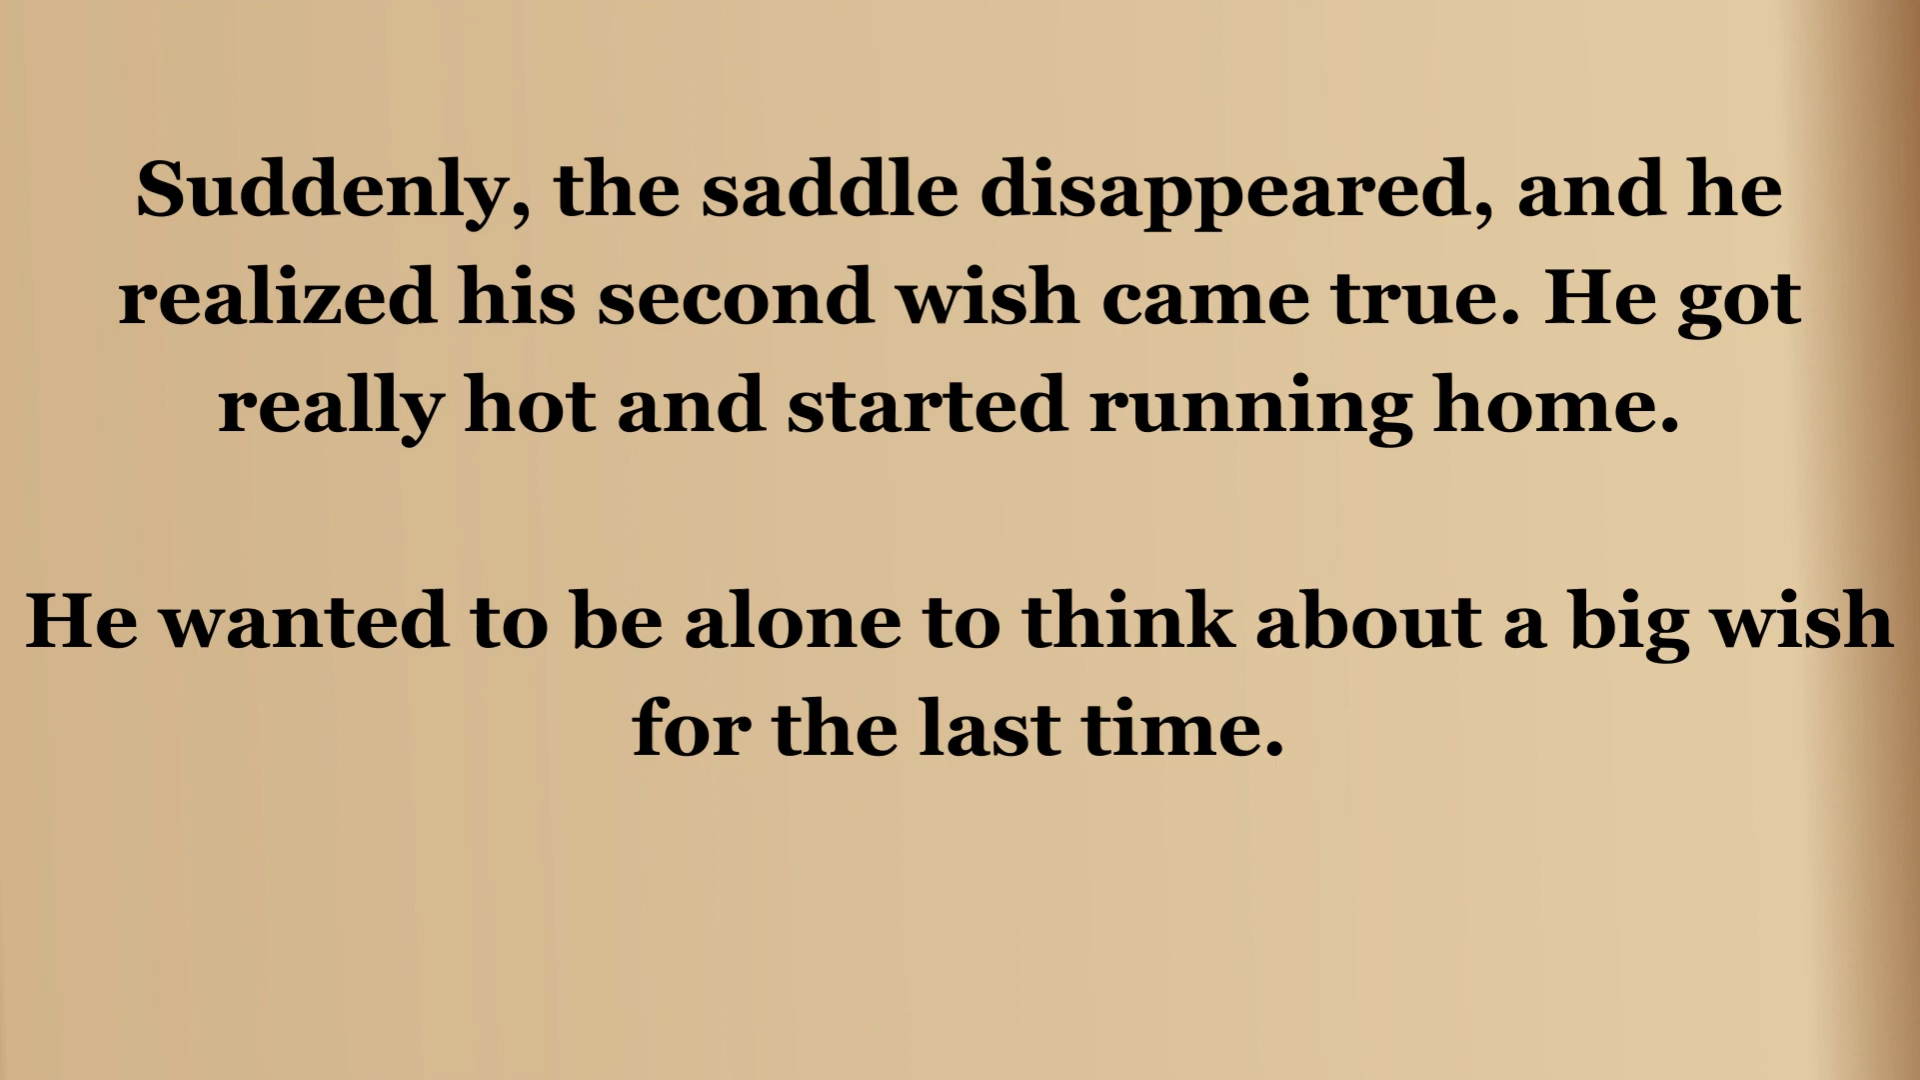 Suddenly, the saddle disappeared, and he
realized his second wish came true. He got
really hot and started running home.
He wanted to be alone to think about a big wish
for the last time.